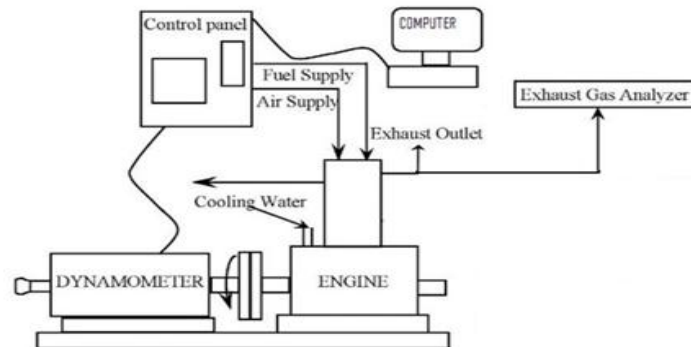 Control panel
COMPUTER
Fuel Supply
Air Supply
Exhaust Gas Analyzer
Exhaust Outlet
Cooling Water
DYNAMOMETER
ENGINE